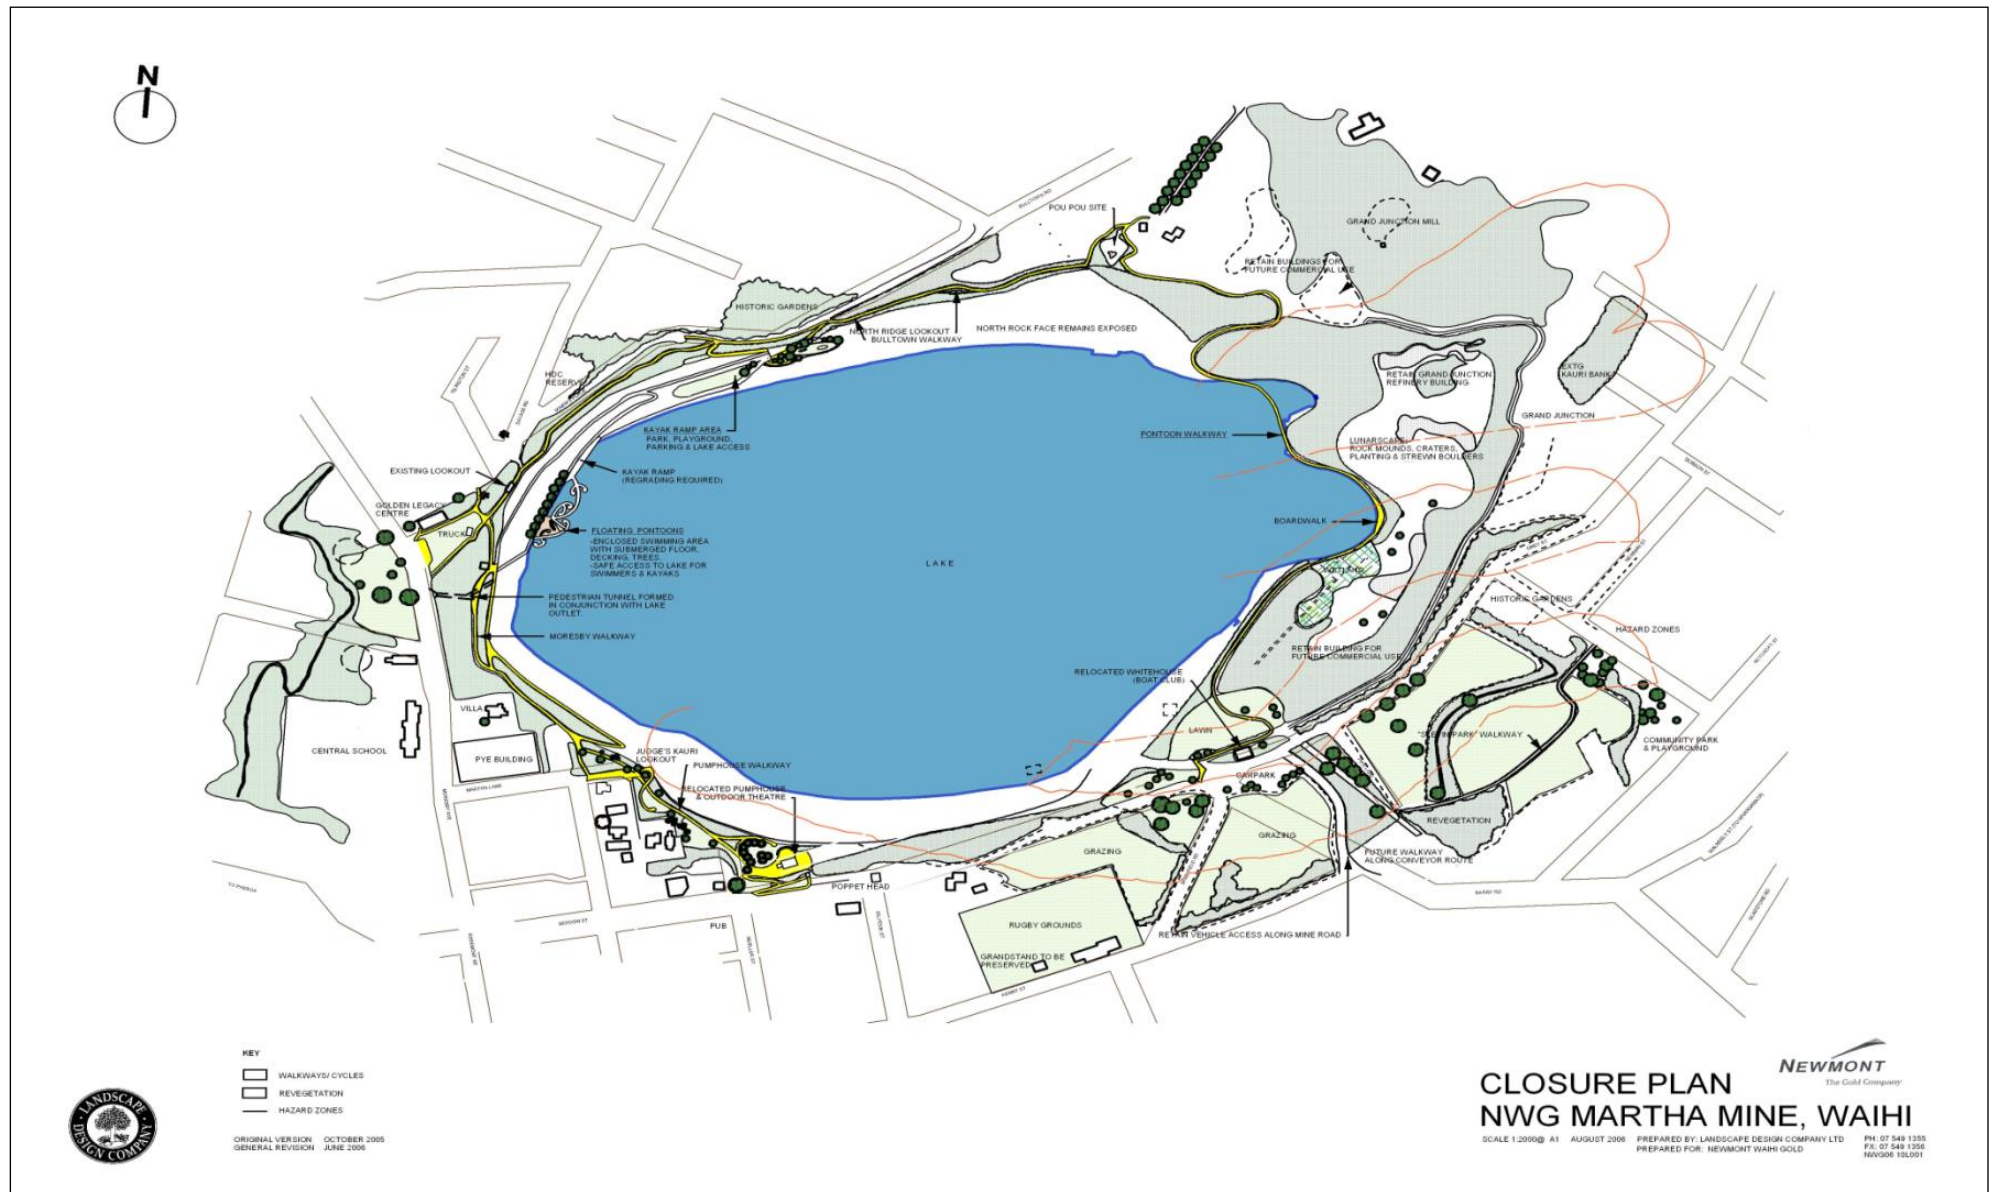 N
POU POU SITE
BULLTOWN RD
GRAND JUNCTION MILL
RETAIN BUILDINGS FOR
FUTURE COMMERCIAL USE
HISTORIC GARDENS
NORTH RIDGE LOOKOUT
BULLTOWN WALKWAY
NORTH ROCK FACE REMAINS EXPOSED
HDC
RESERVE
EXTG
KAURI BANK
RETAIN GRAND JUNCTION
REFINERY BUILDING
GRAND JUNCTION
KAYAK RAMP AREA
PARK, PLAYGROUND,
PARKING & LAKE ACCESS
PONTOON WALKWAY
LUNARSCAPE:
ROCK MOUNDS, CRATERS,
PLANTING & STREWN BOULDERS
EXISTING LOOKOUT
KAYAK RAMP
(REGRADING REQUIRED)
GOLDEN LEGACY
CENTRE
TRUCK
FLOATING PONTOONS
-ENCLOSED SWIMMING AREA
WITH SUBMERGED FLOOR,
DECKING, TREES.
-SAFE ACCESS TO LAKE FOR
SWIMMERS & KAYAKS
BOARDWALK
LAKE
WETLAND
PEDESTRIAN TUNNEL FORMED
IN CONJUNCTION WITH LAKE
OUTLET.
MORESBY WALKWAY
HISTORIC GARDENS
HAZARD ZONES
RETAIN BUILDING FOR
FUTURE COMMERCIAL USE
RELOCATED WHITEHOUSE
(BOAT CLUB)
VILLA
LAWN
CENTRAL SCHOOL
PYE BUILDING
JUDGE'S KAURI
LOOKOUT
PUMPHOUSE WALKWAY
RELOCATED PUMPHOUSE
& OUTDOOR THEATRE
CARPARK
COMMUNITY PARK
& PLAYGROUND
REVEGETATION
GRAZING
GRAZING
FUTURE WALKWAY
ALONG CONVEYOR ROUTE
POPPET HEAD
BARRY RD
PUB
RUGBY GROUNDS
RETAIN VEHICLE ACCESS ALONG MINE ROAD
GRANDSTAND TO BE
PRESERVED
KENNY ST
KEY
WALKWAYS/ CYCLES
REVEGETATION
HAZARD ZONES
ORIGINAL VERSION OCTOBER 2005
GENERAL REVISION JUNE 2006
LANDSCAPE
DESIGN COMPANY
NEWMONT
The Gold Company
CLOSURE PLAN
NWG MARTHA MINE, WAIHI
SCALE 1:2000@ A1 AUGUST 2006 PREPARED BY: LANDSCAPE DESIGN COMPANY LTD
PREPARED FOR: NEWMONT WAIHI GOLD
PH: 07 549 1355
FX: 07 549 1356
NWG06 10L001